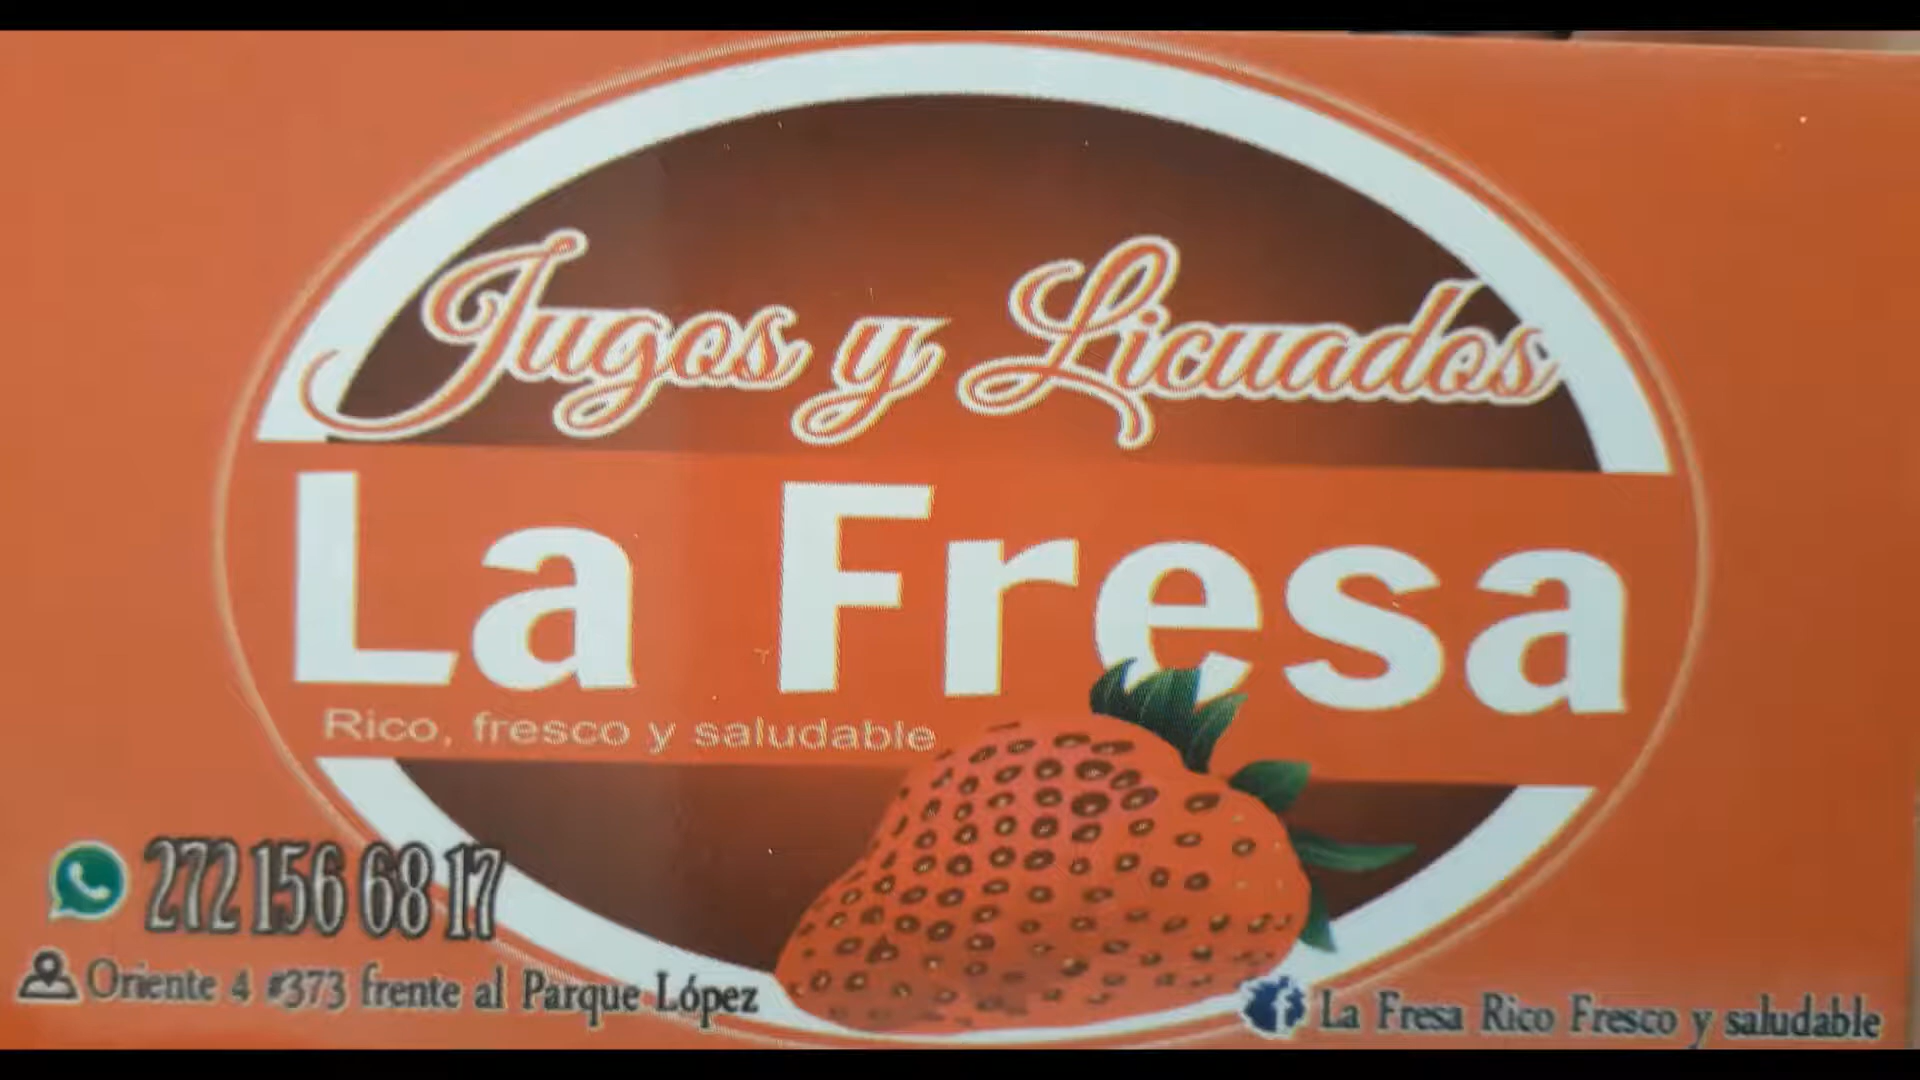 Jugos y Licuados
La Fresa
Rico, fresco y saludable
272 156 68 17
Oriente 4 #373 frente al Parque López
La Fresa Rico Fresco y saludable